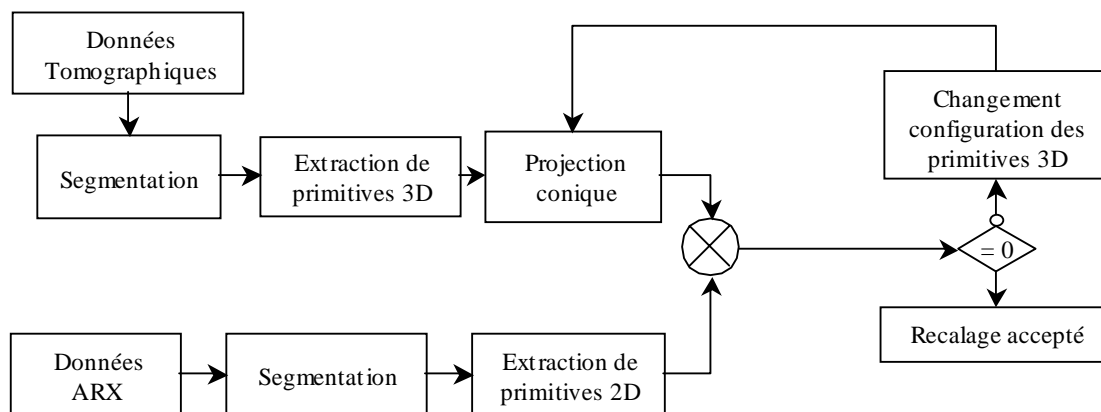 Données
Tomographiques
Segmentation
Extraction de
primitives 3D
Projection
conique
Changement
configuration des
primitives 3D
= 0
Recalage accepté
Données
ARX
Segmentation
Extraction de
primitives 2D